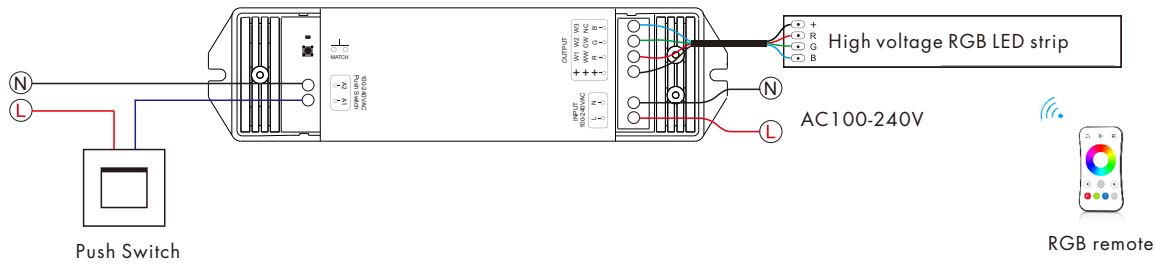 N
L
Push Switch
MATCH
100-240VAC
Push Switch
A2
A1
OUTPUT
W3 NC B
W2 CW G
W1 WW R
+ + +
INPUT
100-240VAC
N
L
+
R
G
B
High voltage RGB LED strip
N
L
AC100-240V
RGB remote